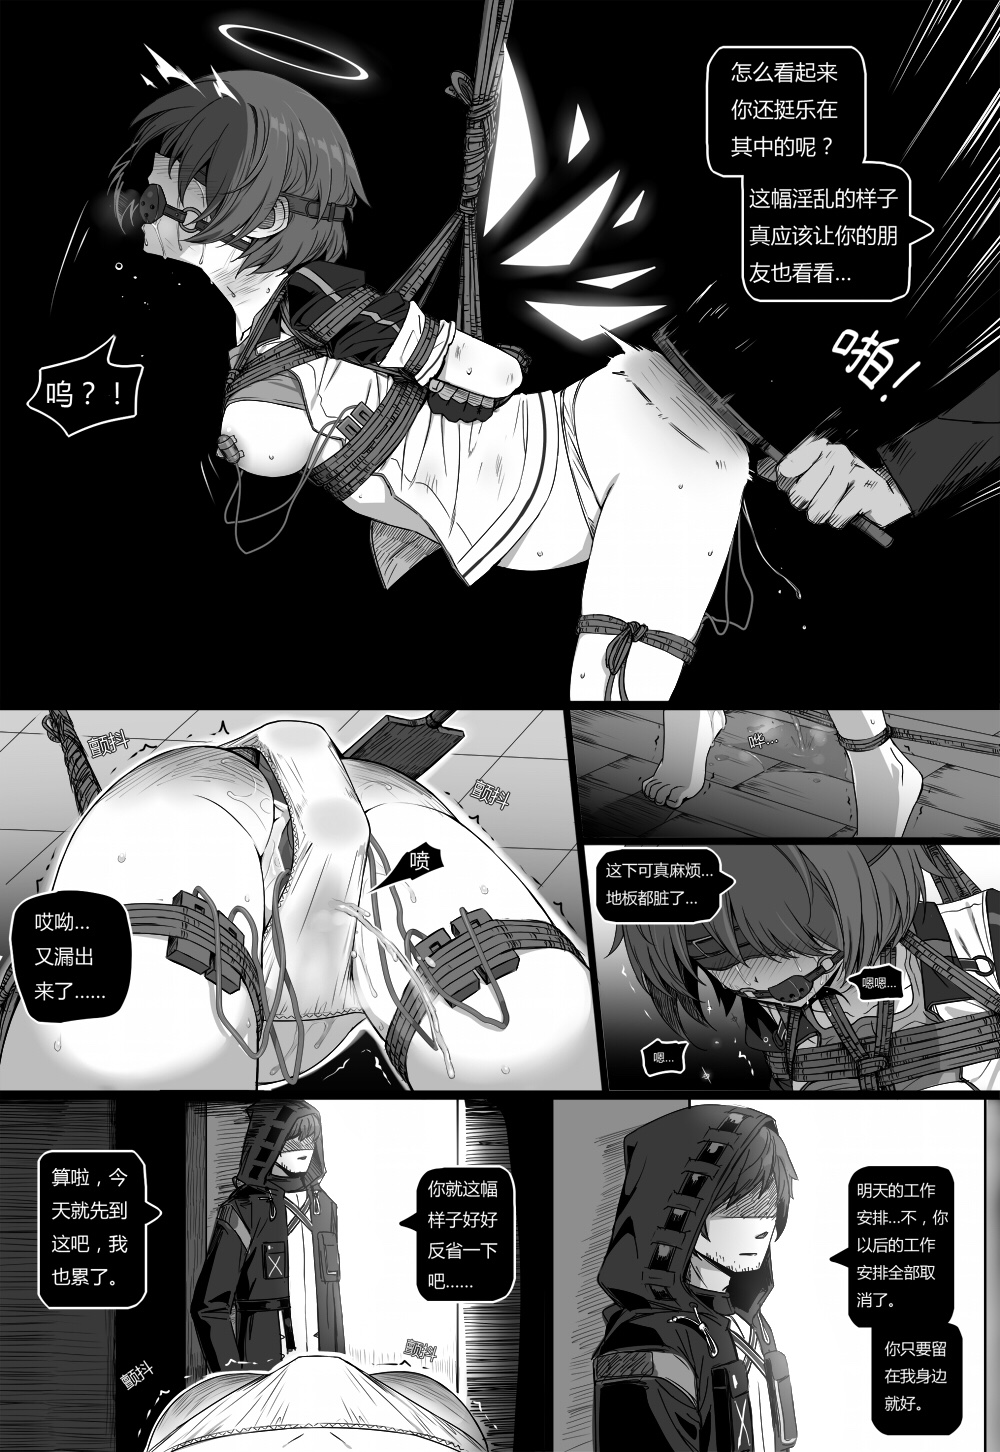 怎么看起来
你还挺乐在
其中的呢？
这幅淫乱的样子
真应该让你的朋
友也看看…
啪！
呜？！
颤抖
颤抖
喷
哎呦…
又漏出
来了……
哗…
这下可真麻烦…
地板都脏了…
嗯嗯…
嗯…
算啦，今
天就先到
这吧，我
也累了。
你就这幅
样子好好
反省一下
吧……
颤抖
颤抖
明天的工作
安排…不，你
以后的工作
安排全部取
消了。
你只要留
在我身边
就好。